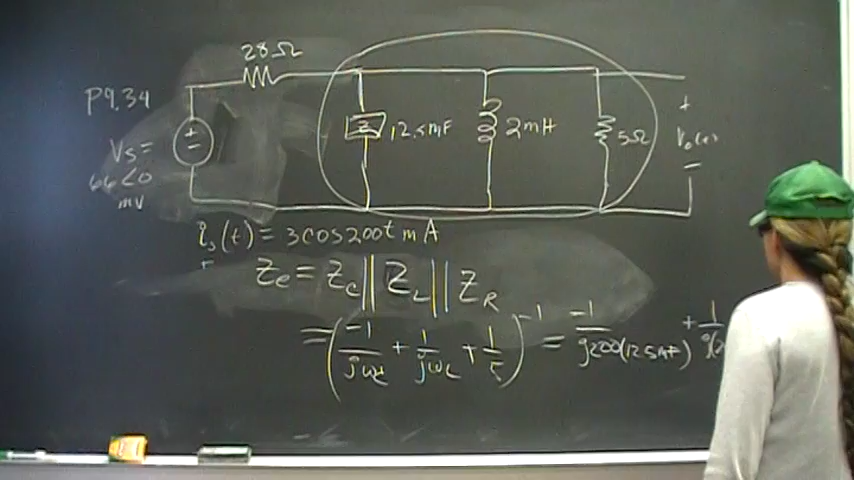 28Ω
P9.34
Vs =
66∠0
mV
12.5mF
2mH
5Ω
+
-
is(t) = 3cos200t mA
Ze = Zc || ZL || ZR
= (-1/jωc + 1/jωL + 1/5)^-1 = -1/j200(12.5mF) + 1/